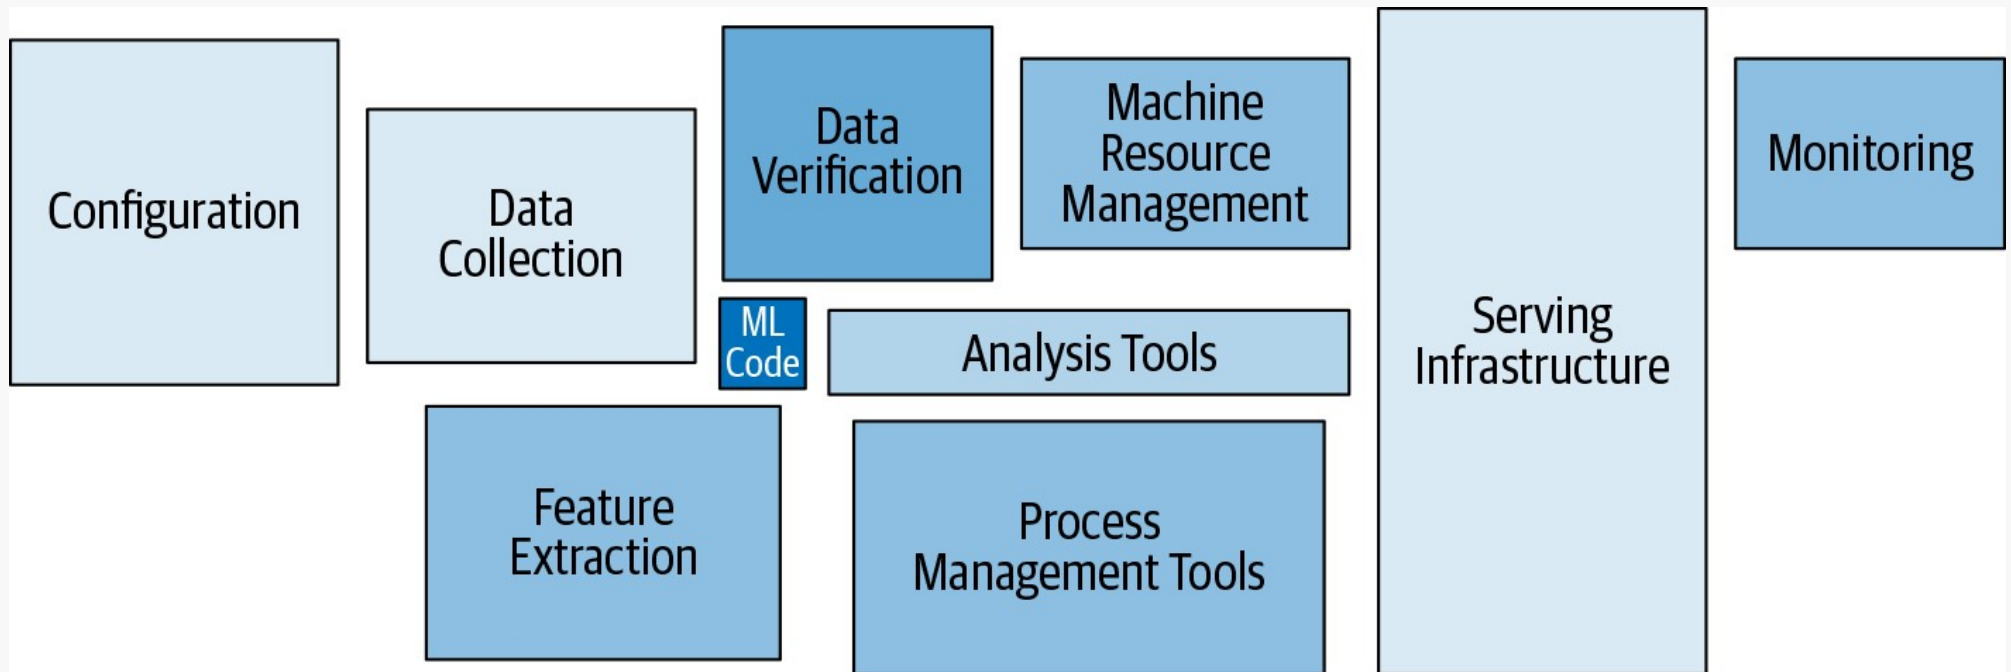 Configuration
Data
Collection
Data
Verification
Machine
Resource
Management
Monitoring
ML
Code
Analysis Tools
Serving
Infrastructure
Feature
Extraction
Process
Management Tools